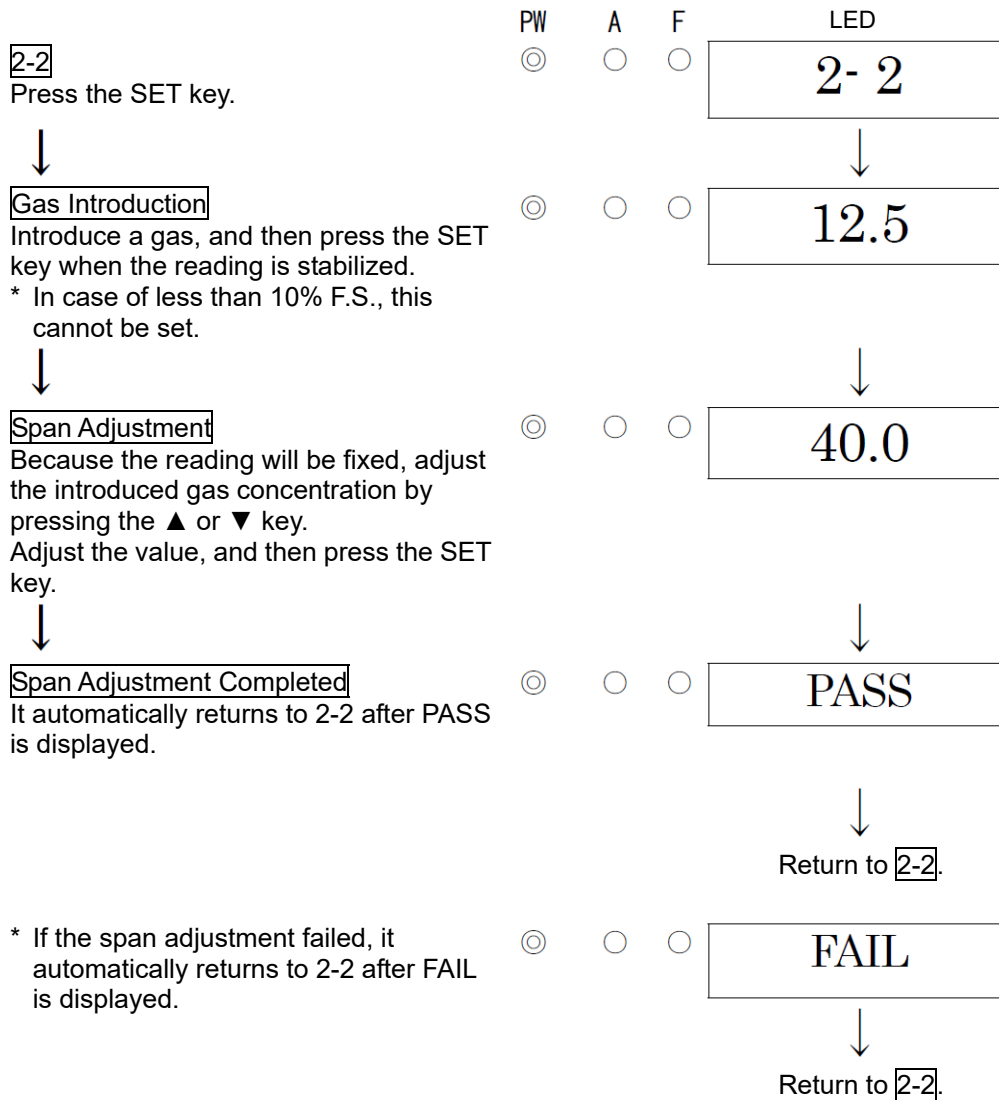 PW A F LED
2-2
Press the SET key.
2- 2
Gas Introduction
Introduce a gas, and then press the SET
key when the reading is stabilized.
* In case of less than 10% F.S., this
cannot be set.
12.5
Span Adjustment
Because the reading will be fixed, adjust
the introduced gas concentration by
pressing the ▲ or ▼ key.
Adjust the value, and then press the SET
key.
40.0
Span Adjustment Completed
It automatically returns to 2-2 after PASS
is displayed.
PASS
Return to 2-2.
* If the span adjustment failed, it
automatically returns to 2-2 after FAIL
is displayed.
FAIL
Return to 2-2.